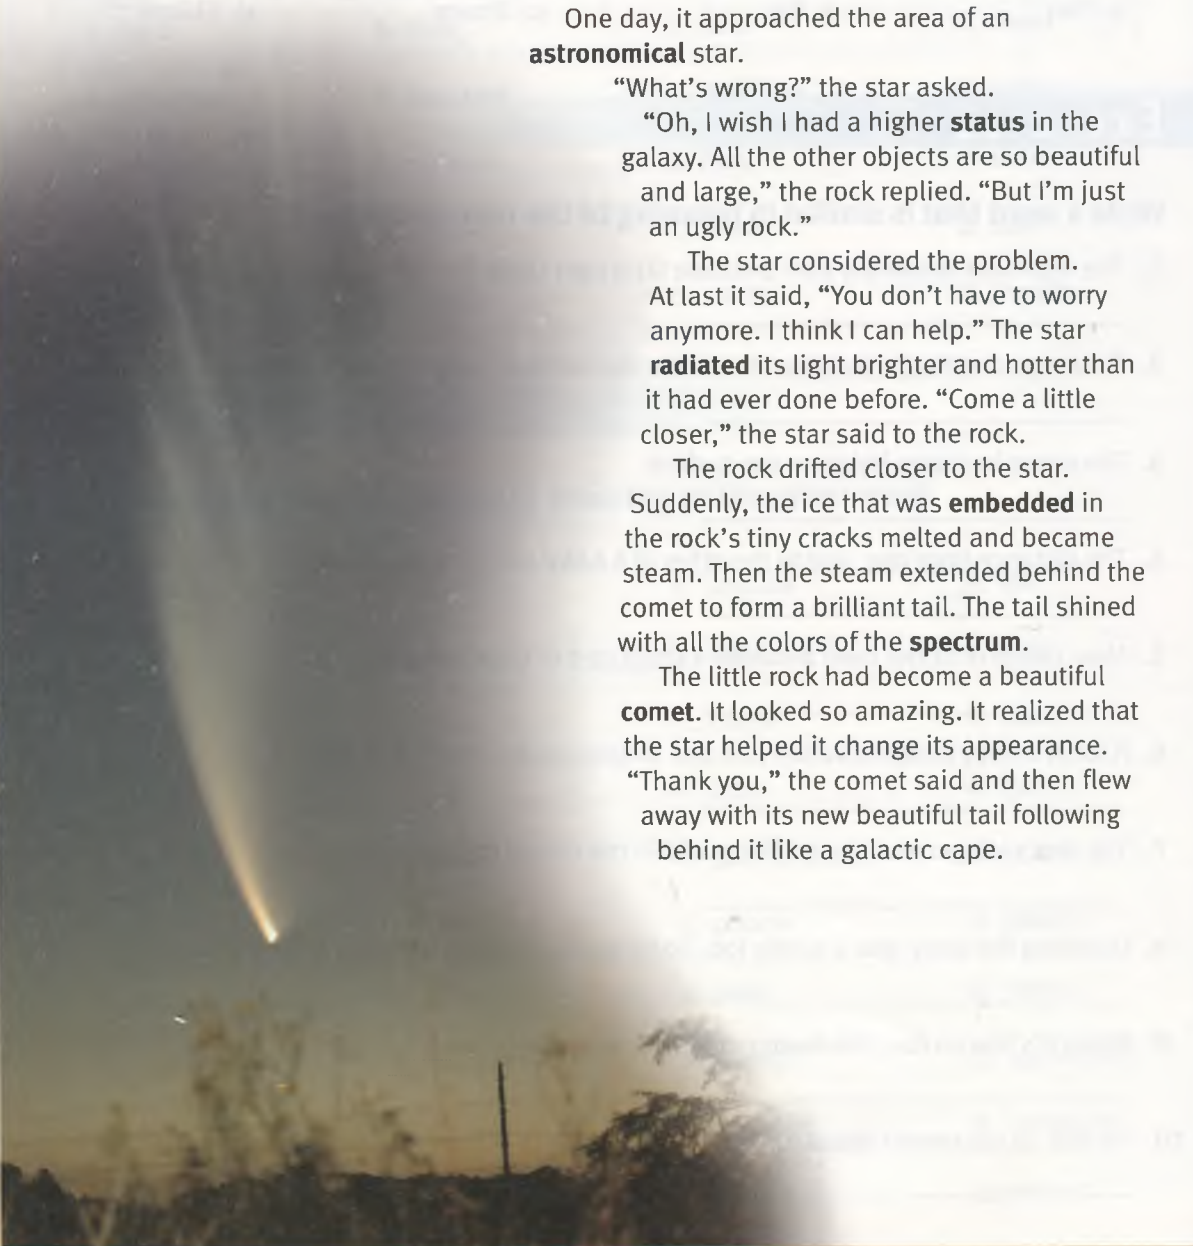 One day, it approached the area of an
astronomical star.
“What’s wrong?” the star asked.
“Oh, I wish I had a higher status in the
galaxy. All the other objects are so beautiful
and large,” the rock replied. “But I’m just
an ugly rock.”
The star considered the problem.
At last it said, “You don’t have to worry
anymore. I think I can help.” The star
radiated its light brighter and hotter than
it had ever done before. “Come a little
closer,” the star said to the rock.
The rock drifted closer to the star.
Suddenly, the ice that was embedded in
the rock’s tiny cracks melted and became
steam. Then the steam extended behind the
comet to form a brilliant tail. The tail shined
with all the colors of the spectrum.
The little rock had become a beautiful
comet. It looked so amazing. It realized that
the star helped it change its appearance.
“Thank you,” the comet said and then flew
away with its new beautiful tail following
behind it like a galactic cape.